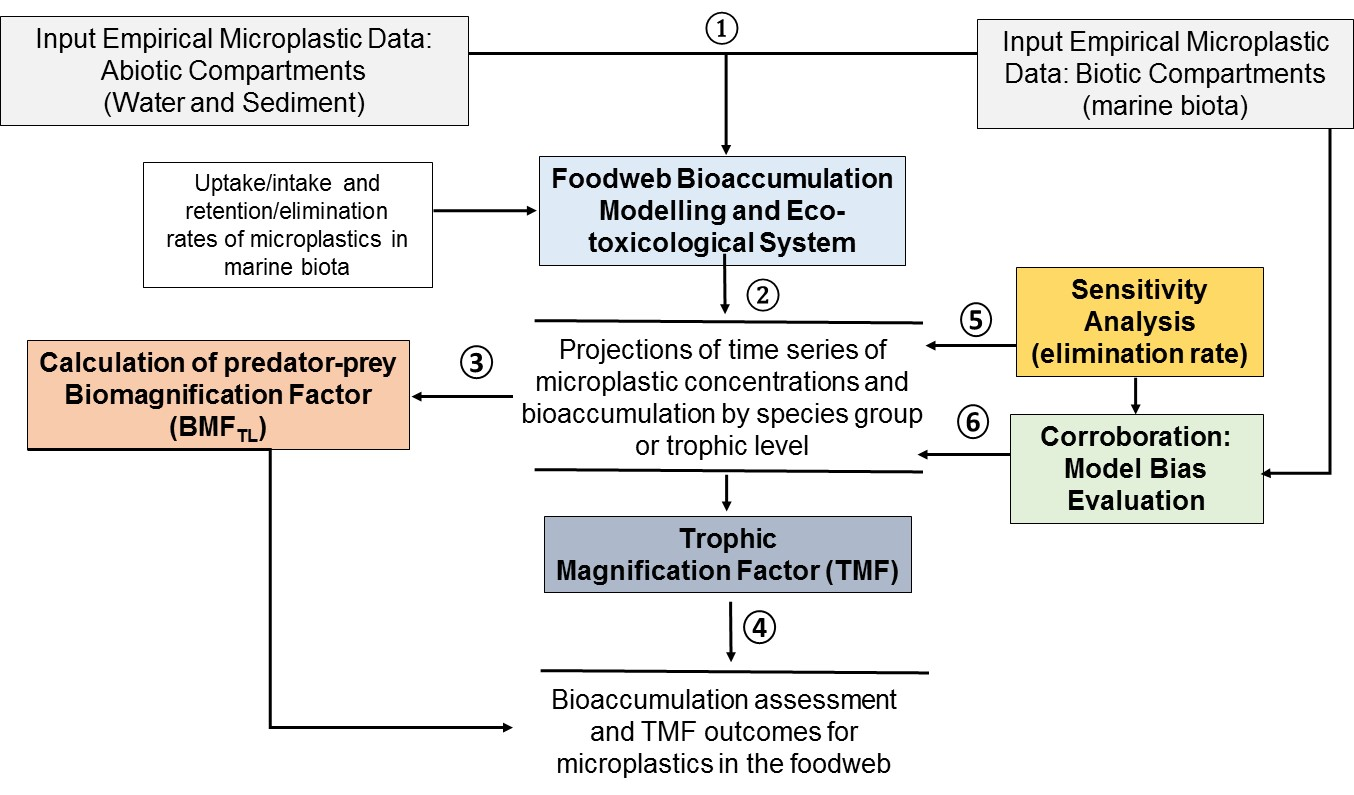 ①
Input Empirical Microplastic Data:
Abiotic Compartments
(Water and Sediment)
Input Empirical Microplastic
Data: Biotic Compartments
(marine biota)
Uptake/intake and
retention/elimination
rates of microplastics in
marine biota
Foodweb Bioaccumulation
Modelling and Eco-
toxicological System
②
Sensitivity
Analysis
(elimination rate)
⑤
Projections of time series of
microplastic concentrations and
bioaccumulation by species group
or trophic level
③
Calculation of predator-prey
Biomagnification Factor
(BMFTL)
⑥
Corroboration:
Model Bias
Evaluation
Trophic
Magnification Factor (TMF)
④
Bioaccumulation assessment
and TMF outcomes for
microplastics in the foodweb